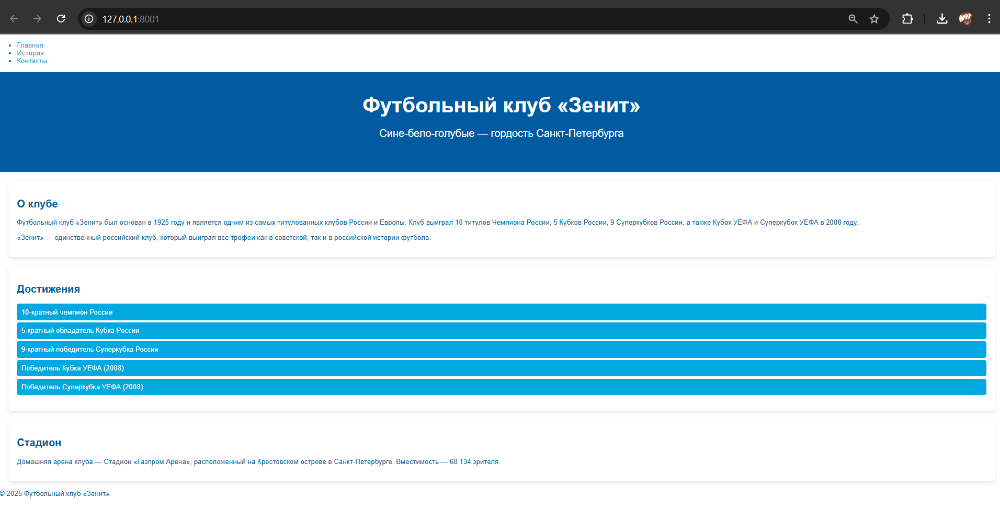 127.0.0.1:8001
Главная
История
Контакты
Футбольный клуб «Зенит»
Сине-бело-голубые — гордость Санкт-Петербурга
О клубе
Футбольный клуб «Зенит» был основан в 1925 году и является одним из самых титулованных клубов России и Европы. Клуб выиграл 10 титулов Чемпиона России, 5 Кубков России, 9 Суперкубков России, а также Кубок УЕФА и Суперкубок УЕФА в 2008 году.
«Зенит» — единственный российский клуб, который выиграл все трофеи как в советской, так и в российской истории футбола.
Достижения
10-кратный чемпион России
5-кратный обладатель Кубка России
9-кратный победитель Суперкубка России
Победитель Кубка УЕФА (2008)
Победитель Суперкубка УЕФА (2008)
Стадион
Домашняя арена клуба — Стадион «Газпром Арена», расположенный на Крестовском острове в Санкт-Петербурге. Вместимость — 68 134 зрителя.
© 2025 Футбольный клуб «Зенит»